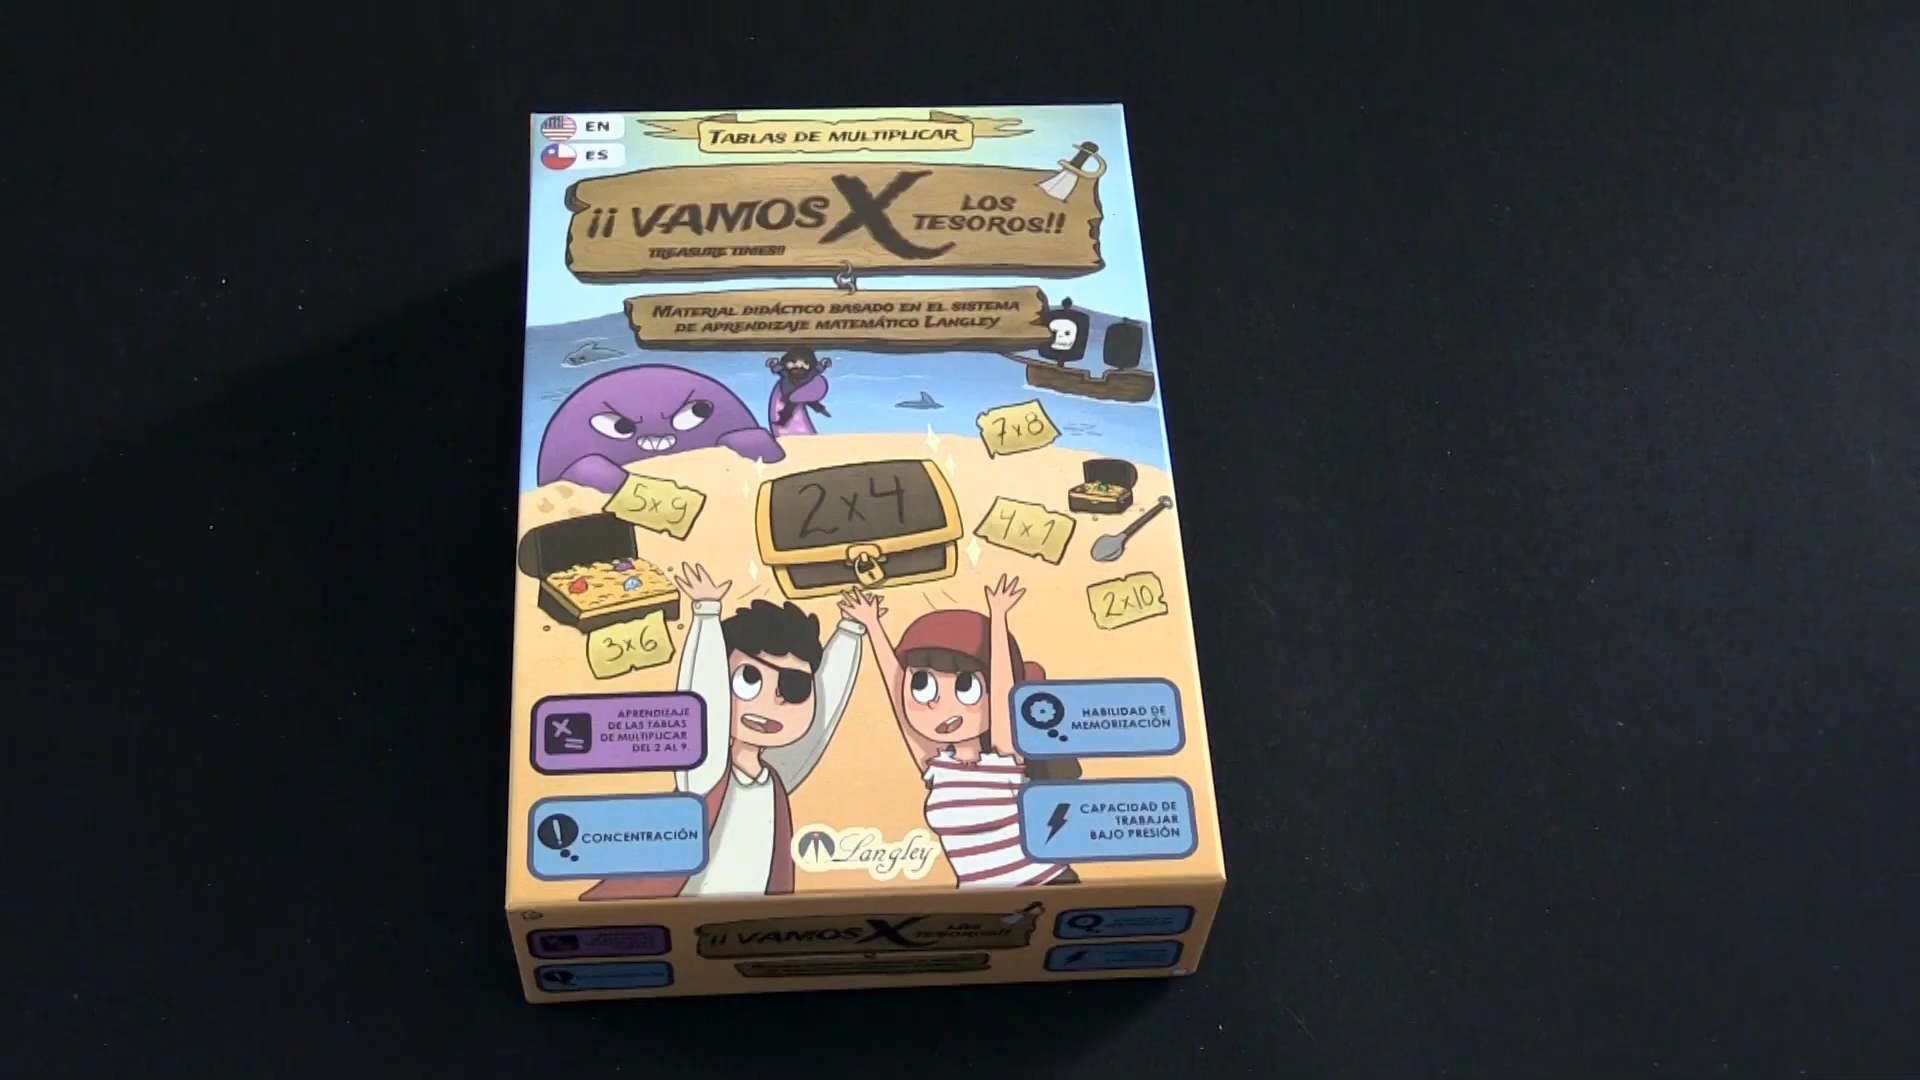 EN
ES
TABLAS DE MULTIPLICAR
¡¡VAMOS X LOS
TESOROS!!
TREASURE TIMES!!
MATERIAL DIDÁCTICO BASADO EN EL SISTEMA
DE APRENDIZAJE MATEMÁTICO LANGLEY
7x8
5x9
2x4
4x1
2x10
3x6
APRENDIZAJE
DE LAS TABLAS
DE MULTIPLICAR
DEL 2 AL 9.
HABILIDAD DE
MEMORIZACIÓN
CONCENTRACIÓN
CAPACIDAD DE
TRABAJAR
BAJO PRESIÓN
Langley
¡¡VAMOS X LOS
TESOROS!!